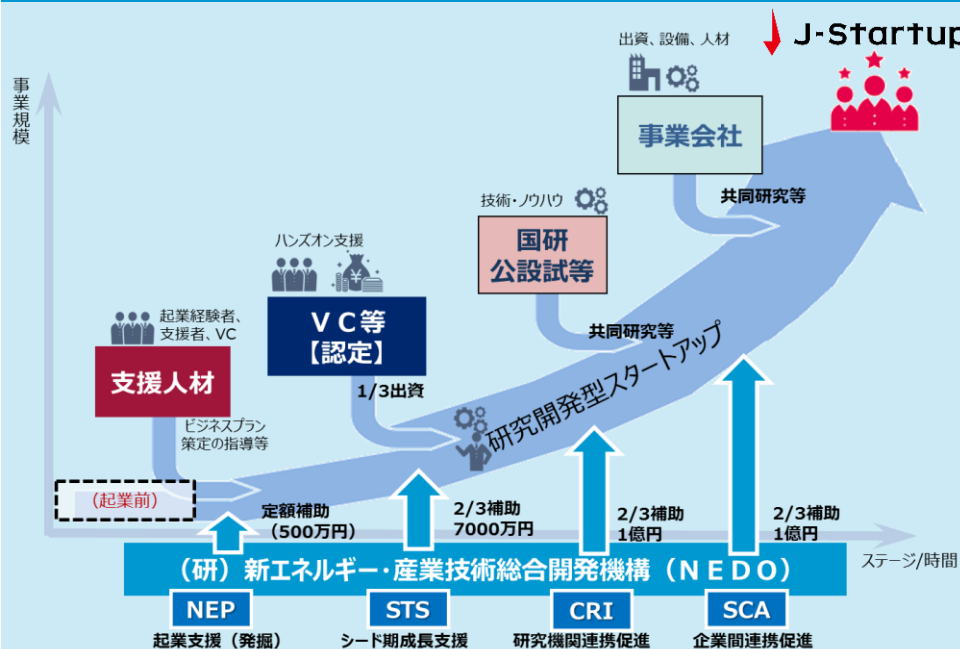 J-Startup
出資、設備、人材
事業規模
事業会社
共同研究等
技術・ノウハウ
国研
公設試等
共同研究等
ハンズオン支援
¥
VC等
【認定】
1/3出資
起業経験者、
支援者、VC
支援人材
ビジネスプラン
策定の指導等
研究開発型スタートアップ
(起業前)
定額補助
(500万円)
2/3補助
7000万円
2/3補助
1億円
2/3補助
1億円
ステージ/時間
(研)新エネルギー・産業技術総合開発機構(NEDO)
NEP
STS
CRI
SCA
起業支援(発掘)
シード期成長支援
研究機関連携促進
企業間連携促進